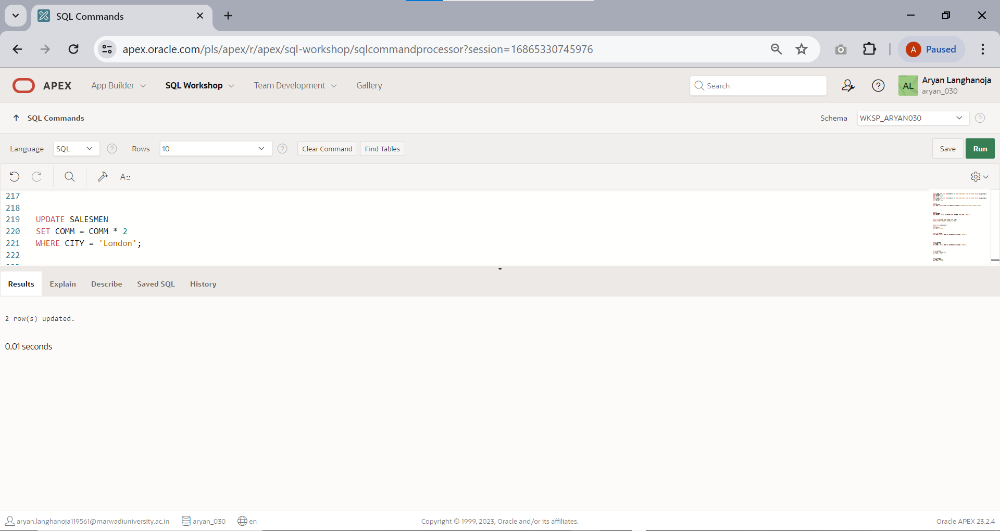 SQL Commands
apex.oracle.com/pls/apex/r/apex/sql-workshop/sqlcommandprocessor?session=16865330745976
A Paused
APEX App Builder SQL Workshop Team Development Gallery Search AL Aryan Langhanoja
aryan_030
SQL Commands Schema WKSP_ARYAN030
Language SQL Rows 10 Clear Command Find Tables Save Run
A
217
218
219 UPDATE SALESMEN
220 SET COMM = COMM * 2
221 WHERE CITY = 'London';
222
Results Explain Describe Saved SQL History
2 row(s) updated.
0.01 seconds
aryan.langhanoja119561@marwadiuniversity.ac.in aryan_030 en Copyright © 1999, 2023, Oracle and/or its affiliates. Oracle APEX 23.2.4